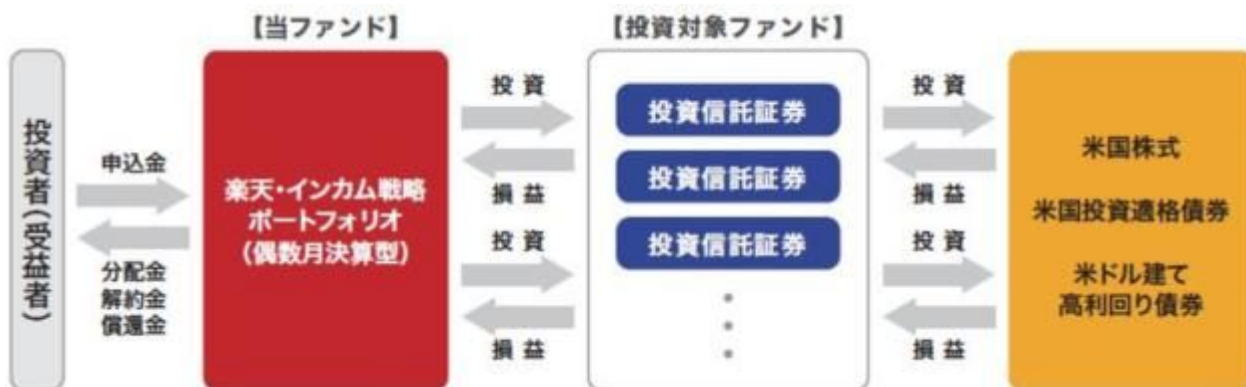 【当ファンド】
【投資対象ファンド】
投資者(受益者)
申込金
分配金
解約金
償還金
楽天・インカム戦略
ポートフォリオ
(偶数月決算型)
投資
損益
投資
損益
投資信託証券
投資信託証券
投資信託証券
投資
損益
投資
損益
米国株式
米国投資適格債券
米ドル建て
高利回り債券